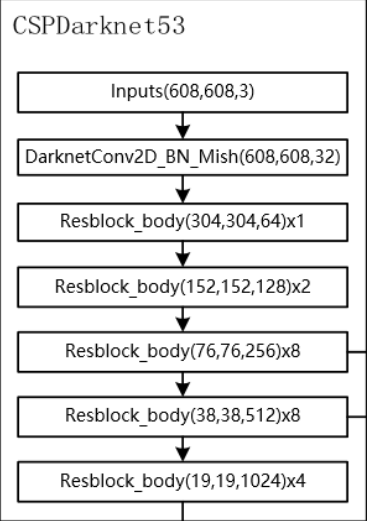 CSPDarknet53
Inputs(608,608,3)
DarknetConv2D_BN_Mish(608,608,32)
Resblock_body(304,304,64)x1
Resblock_body(152,152,128)x2
Resblock_body(76,76,256)x8
Resblock_body(38,38,512)x8
Resblock_body(19,19,1024)x4